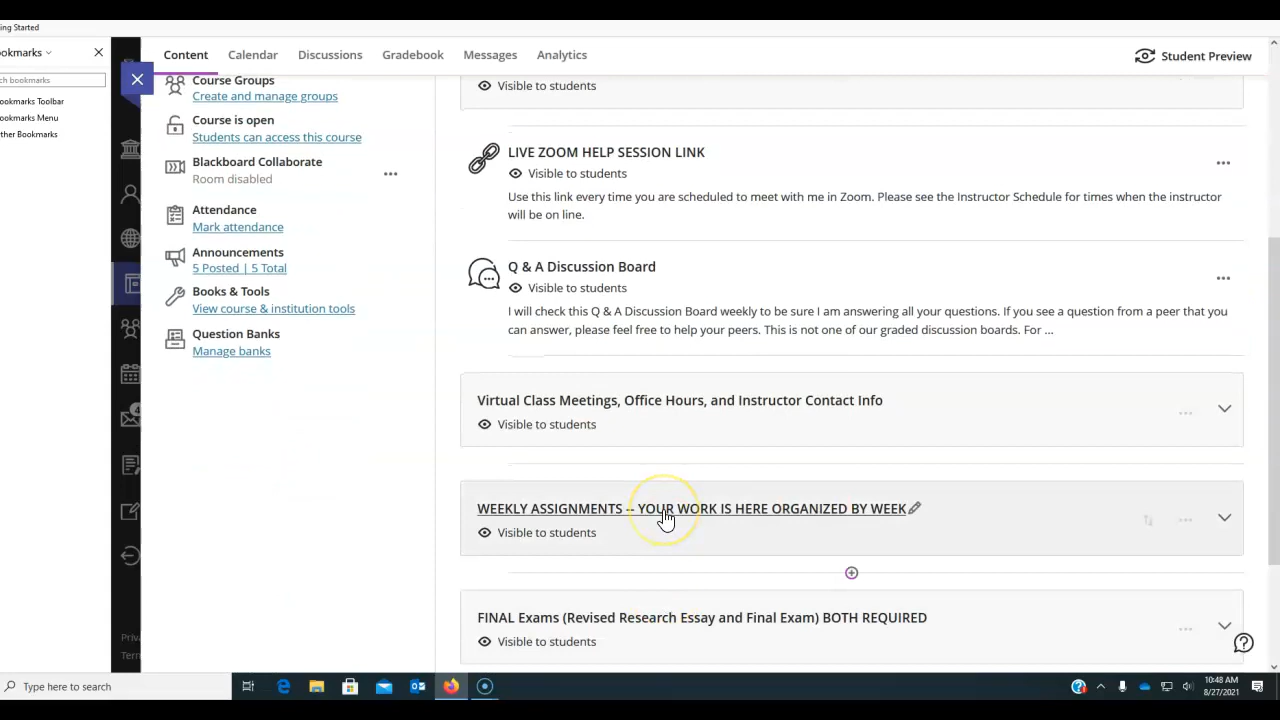 ing Started
ookmarks
ch bookmarks
ookmarks Toolbar
ookmarks Menu
ther Bookmarks
Content
Calendar
Discussions
Gradebook
Messages
Analytics
Student Preview
Course Groups
Create and manage groups
Course is open
Students can access this course
Blackboard Collaborate
Room disabled
Attendance
Mark attendance
Announcements
5 Posted | 5 Total
Books & Tools
View course & institution tools
Question Banks
Manage banks
4
Priva
Term
Visible to students
LIVE ZOOM HELP SESSION LINK
Visible to students
Use this link every time you are scheduled to meet with me in Zoom. Please see the Instructor Schedule for times when the instructor
will be on line.
Q & A Discussion Board
Visible to students
I will check this Q & A Discussion Board weekly to be sure I am answering all your questions. If you see a question from a peer that you
can answer, please feel free to help your peers. This is not one of our graded discussion boards. For ...
Virtual Class Meetings, Office Hours, and Instructor Contact Info
Visible to students
WEEKLY ASSIGNMENTS -- YOUR WORK IS HERE ORGANIZED BY WEEK
Visible to students
FINAL Exams (Revised Research Essay and Final Exam) BOTH REQUIRED
Visible to students
Type here to search
10:48 AM
8/27/2021